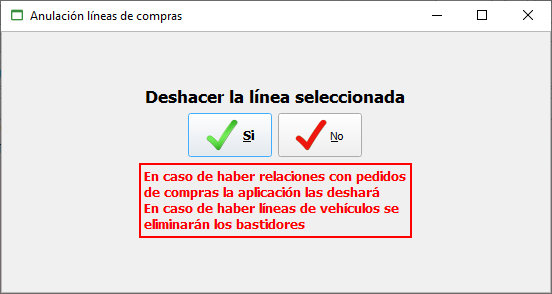 Anulación líneas de compras
Deshacer la línea seleccionada
Si
No
En caso de haber relaciones con pedidos
de compras la aplicación las deshará
En caso de haber líneas de vehículos se
eliminarán los bastidores